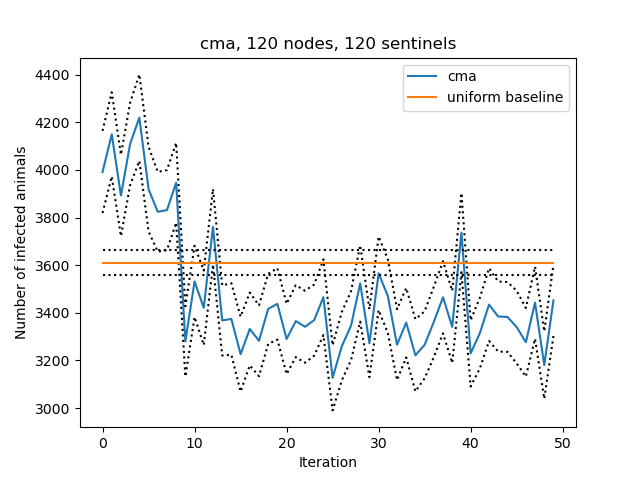 cma, 120 nodes, 120 sentinels
cma
uniform baseline
Number of infected animals
4400
4200
4000
3800
3600
3400
3200
3000
0 10 20 30 40 50
Iteration